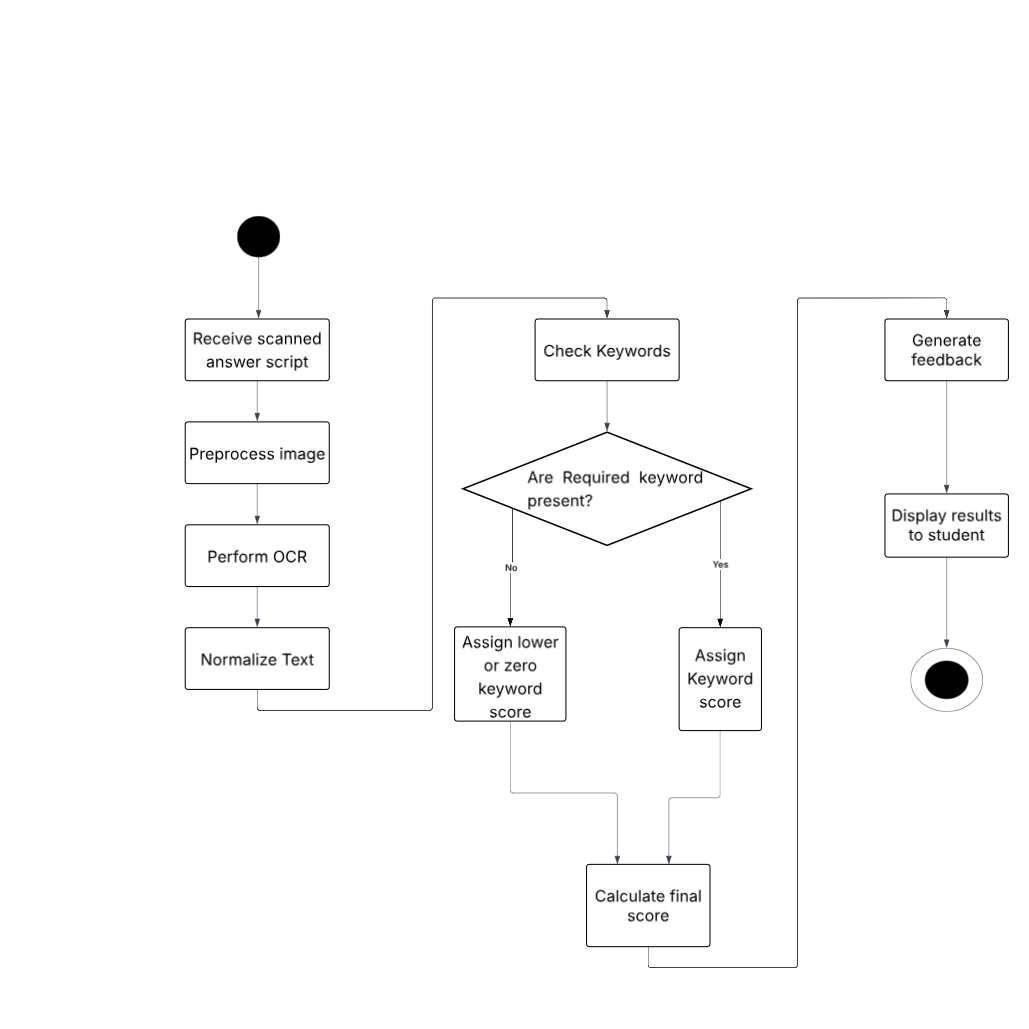 Receive scanned
answer script
Preprocess image
Perform OCR
Normalize Text
Check Keywords
Are Required keyword
present?
No
Yes
Assign lower
or zero
keyword
score
Assign
Keyword
score
Calculate final
score
Generate
feedback
Display results
to student